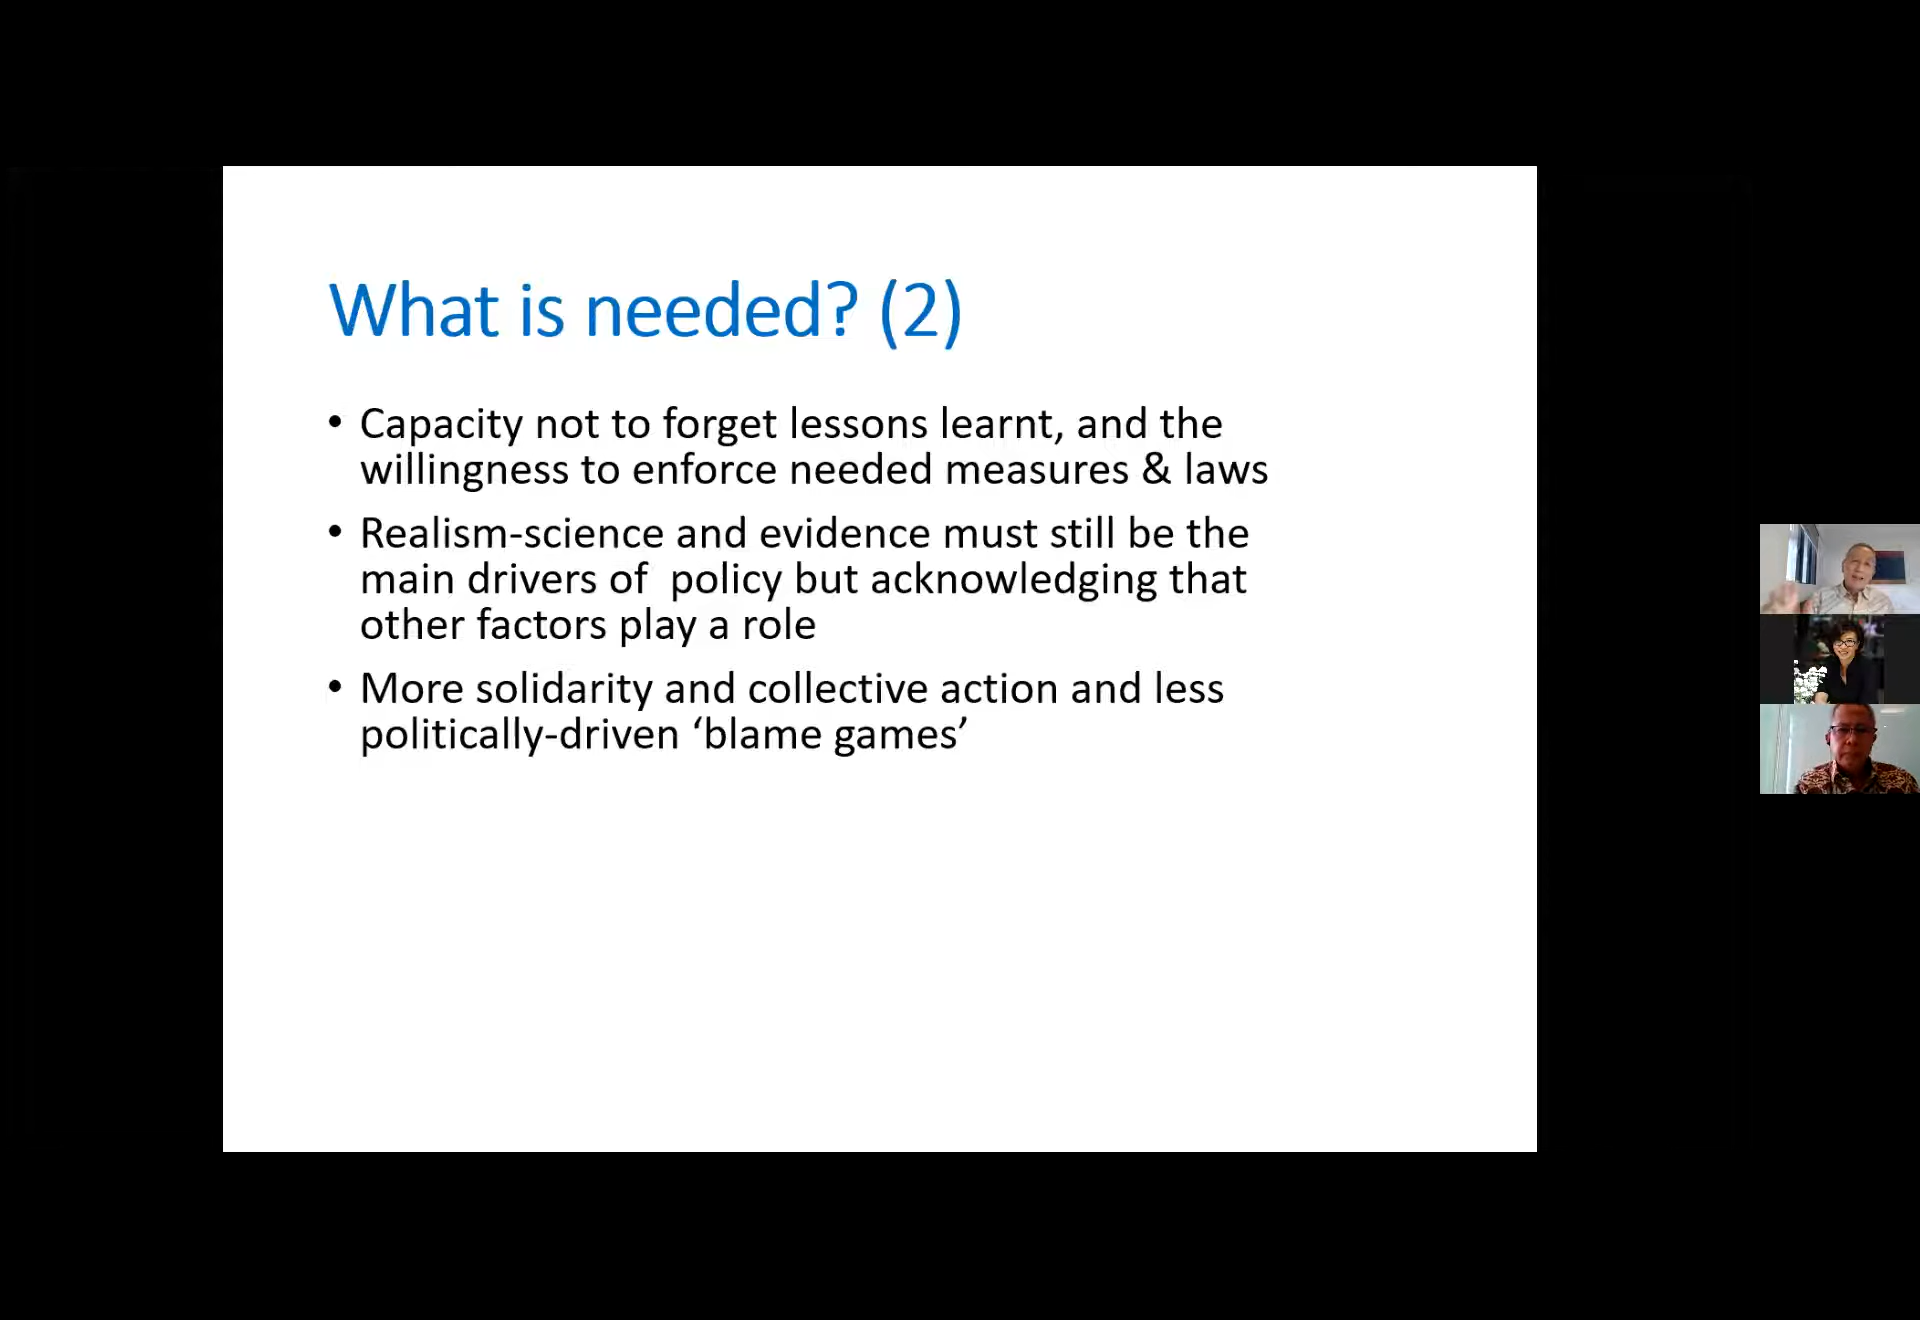 What is needed? (2)
• Capacity not to forget lessons learnt, and the
willingness to enforce needed measures & laws
• Realism-science and evidence must still be the
main drivers of  policy but acknowledging that
other factors play a role
• More solidarity and collective action and less
politically-driven ‘blame games’